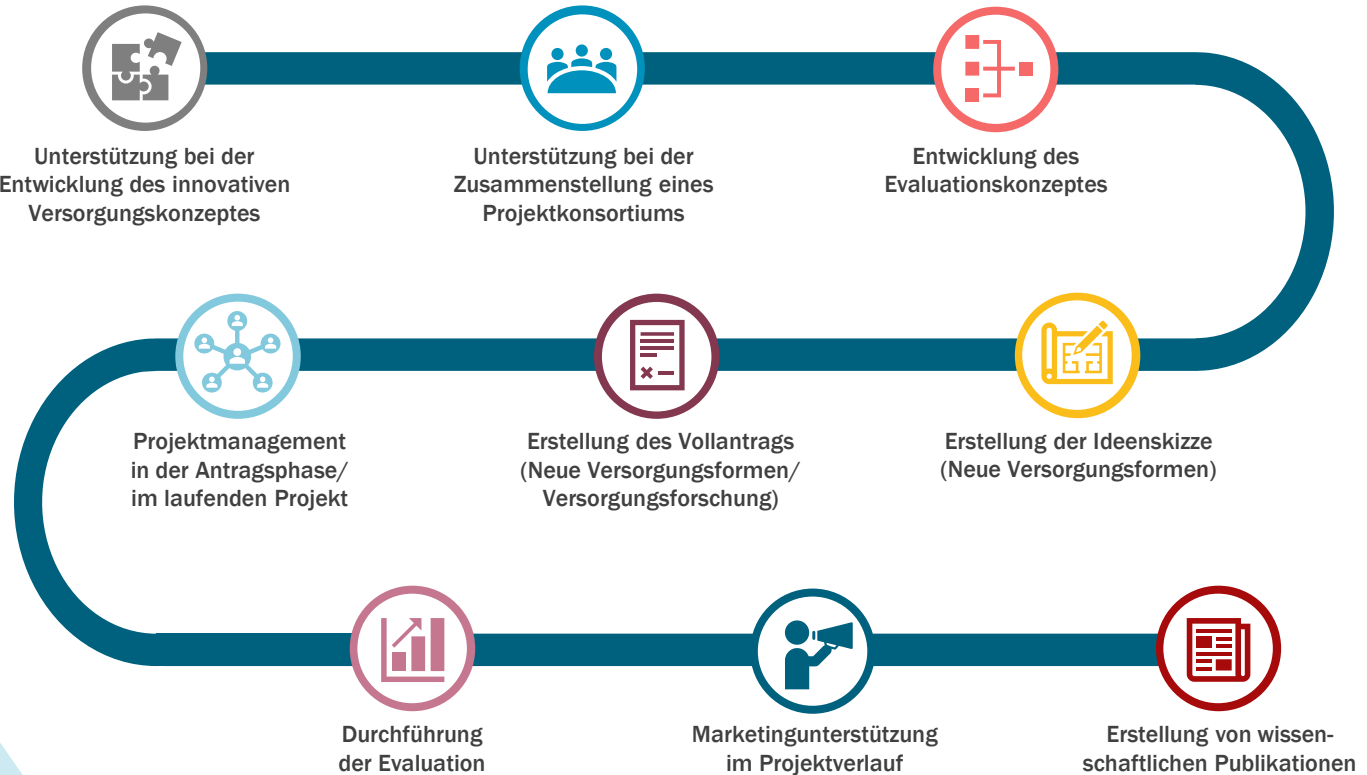 Unterstützung bei der
Entwicklung des innovativen
Versorgungskonzeptes
Unterstützung bei der
Zusammenstellung eines
Projektkonsortiums
Entwicklung des
Evaluationskonzeptes
Projektmanagement
in der Antragsphase/
im laufenden Projekt
Erstellung des Vollantrags
(Neue Versorgungsformen/
Versorgungsforschung)
Erstellung der Ideenskizze
(Neue Versorgungsformen)
Durchführung
der Evaluation
Marketingunterstützung
im Projektverlauf
Erstellung von wissen-
schaftlichen Publikationen